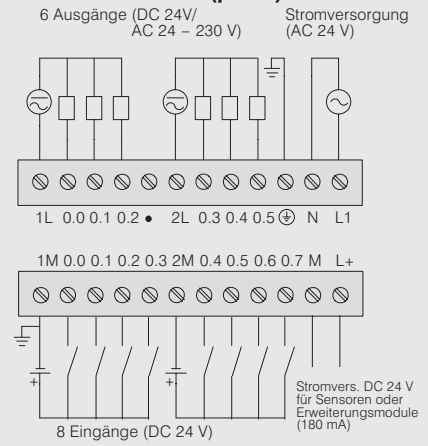 6 Ausgänge (DC 24V/
AC 24 – 230 V)
Stromversorgung
(AC 24 V)
1L 0.0 0.1 0.2 • 2L 0.3 0.4 0.5 N L1
1M 0.0 0.1 0.2 0.3 2M 0.4 0.5 0.6 0.7 M L+
+
+
Stromvers. DC 24 V
für Sensoren oder
Erweiterungsmodule
(180 mA)
8 Eingänge (DC 24 V)